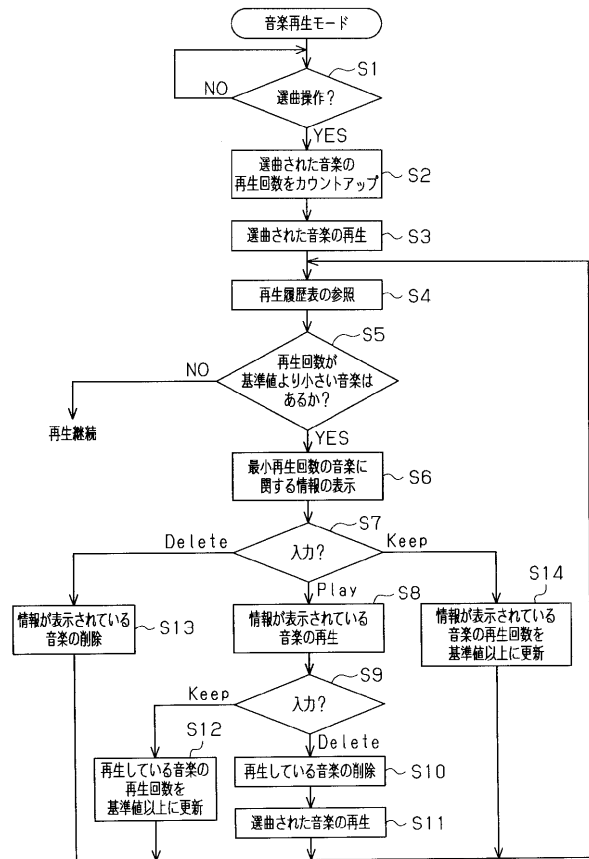 音楽再生モード
S1
選曲操作?
NO
YES
選曲された音楽の
再生回数をカウントアップ
S2
選曲された音楽の再生
S3
再生履歴表の参照
S4
S5
再生回数が
基準値より小さい音楽は
あるか?
NO
再生継続
YES
最小再生回数の音楽に
関する情報の表示
S6
S7
入力?
Delete
Keep
Play
情報が表示されている
音楽の削除
S13
情報が表示されている
音楽の再生
S8
S14
情報が表示されている
音楽の再生回数を
基準値以上に更新
S9
入力?
Keep
Delete
S12
再生している音楽の
再生回数を
基準値以上に更新
再生している音楽の削除
S10
選曲された音楽の再生
S11